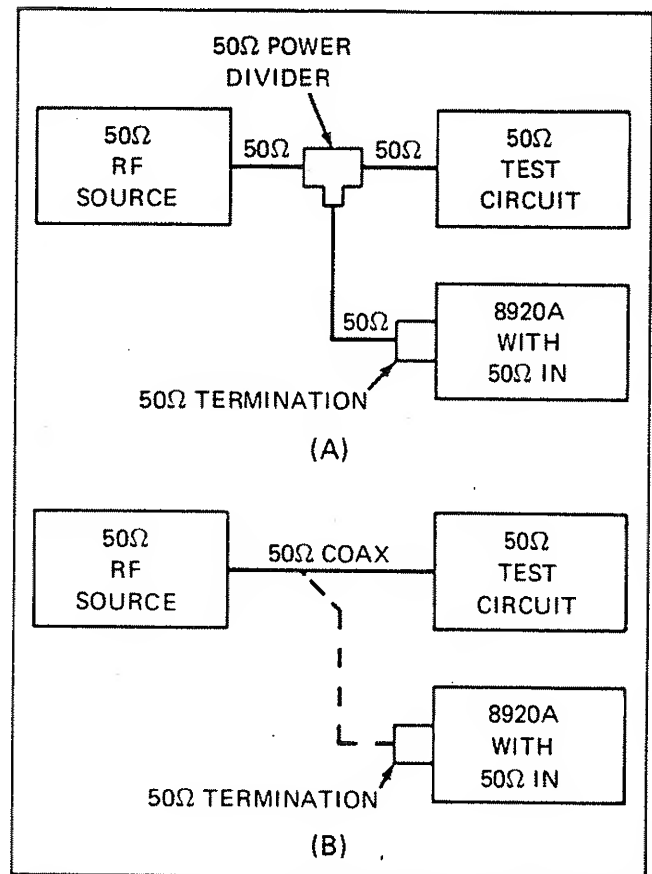 50Ω POWER
DIVIDER
50Ω
RF
SOURCE
50Ω
50Ω
50Ω
TEST
CIRCUIT
50Ω
8920A
WITH
50Ω IN
50Ω TERMINATION
(A)
50Ω
RF
SOURCE
50Ω COAX
50Ω
TEST
CIRCUIT
8920A
WITH
50Ω IN
50Ω TERMINATION
(B)